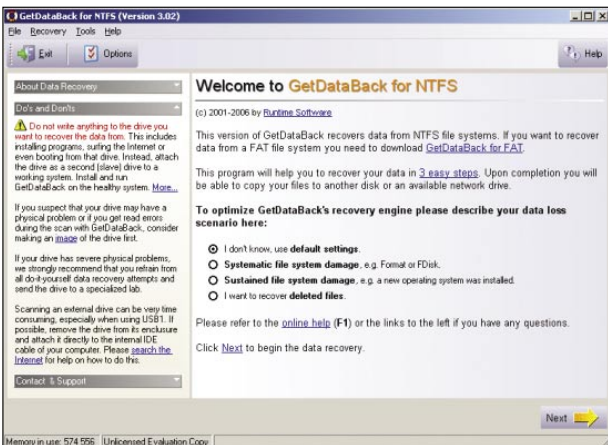 GetDataBack for NTFS (Version 3.02)
File Recovery Tools Help
Exit Options Help
About Data Recovery
Do's and Don'ts
Do not write anything to the drive you
want to recover the data from. This includes
installing programs, surfing the Internet or
even booting from that drive. Instead, attach
the drive as a second (slave) drive to a
working system. Install and run
GetDataBack on the healthy system. More...
If you suspect that your drive may have a
physical problem or if you get read errors
during the scan with GetDataBack, consider
making an image of the drive first.
If your drive has severe physical problems,
we strongly recommend that you refrain from
all do-it-yourself data recovery attempts and
send the drive to a specialized lab.
Scanning an external drive can be very time
consuming, especially when using USB1. If
possible, remove the drive from its enclusure
and attach it directly to the internal IDE
cable of your computer. Please search the
Internet for help on how to do this.
Contact & Support
Welcome to GetDataBack for NTFS
(c) 2001-2006 by Runtime Software
This version of GetDataBack recovers data from NTFS file systems. If you want to recover
data from a FAT file system you need to download GetDataBack for FAT.
This program will help you to recover your data in 3 easy steps. Upon completion you will
be able to copy your files to another disk or an available network drive.
To optimize GetDataBack's recovery engine please describe your data loss
scenario here:
I don't know, use default settings.
Systematic file system damage, e.g. Format or FDisk.
Sustained file system damage, e.g. a new operating system was installed.
I want to recover deleted files.
Please refer to the online help (F1) or the links to the left if you have any questions.
Click Next to begin the data recovery.
Next
Memory in use: 574 556 Unlicensed Evaluation Copy